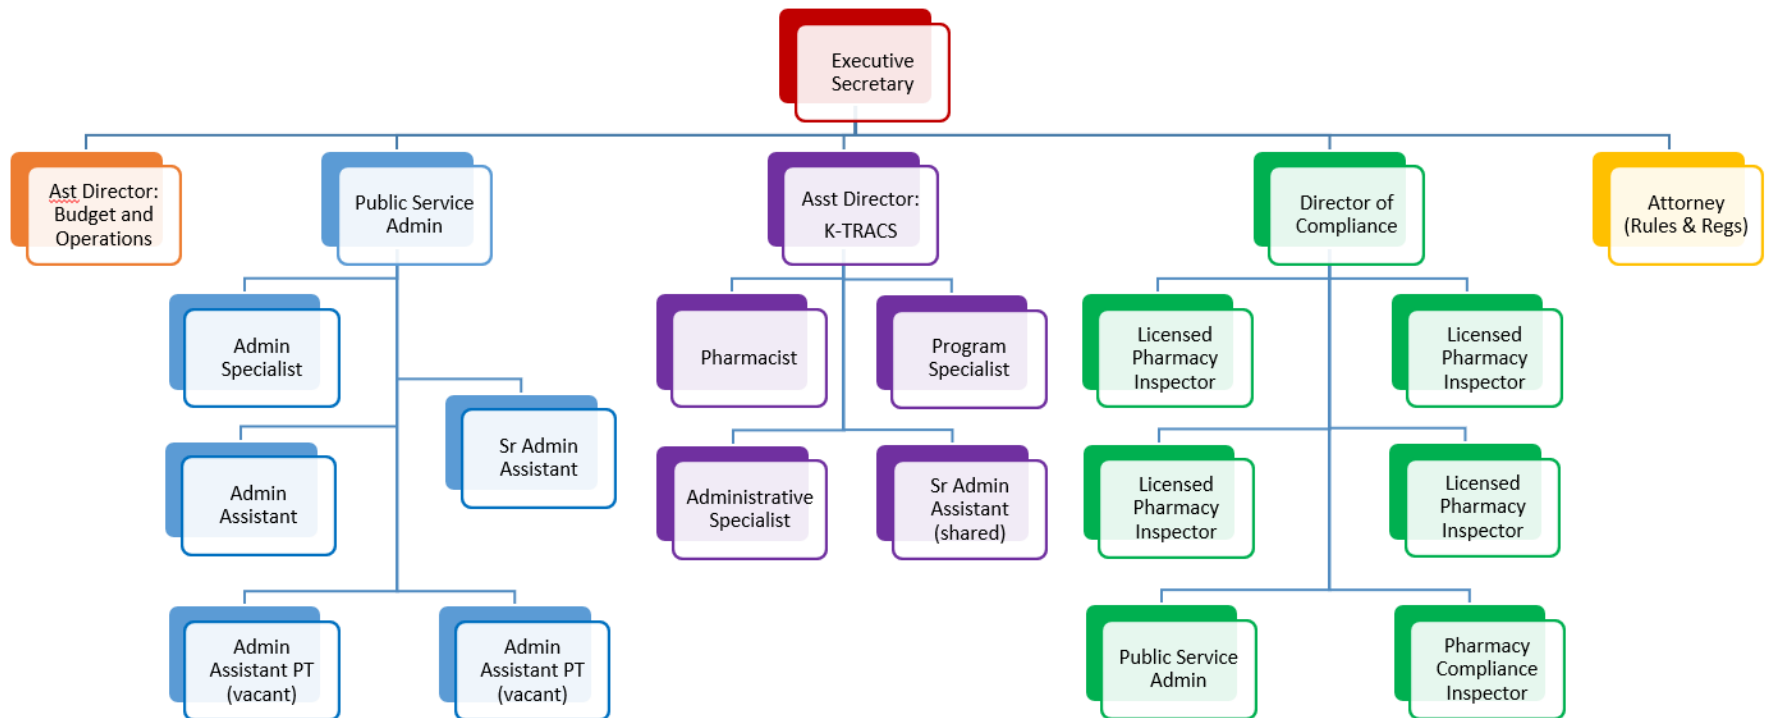 Executive
Secretary
Ast Director:
Budget and
Operations
Public Service
Admin
Asst Director:
K-TRACS
Director of
Compliance
Attorney
(Rules & Regs)
Admin
Specialist
Sr Admin
Assistant
Admin
Assistant
Admin
Assistant PT
(vacant)
Admin
Assistant PT
(vacant)
Pharmacist
Program
Specialist
Administrative
Specialist
Sr Admin
Assistant
(shared)
Licensed
Pharmacy
Inspector
Licensed
Pharmacy
Inspector
Licensed
Pharmacy
Inspector
Licensed
Pharmacy
Inspector
Public Service
Admin
Pharmacy
Compliance
Inspector